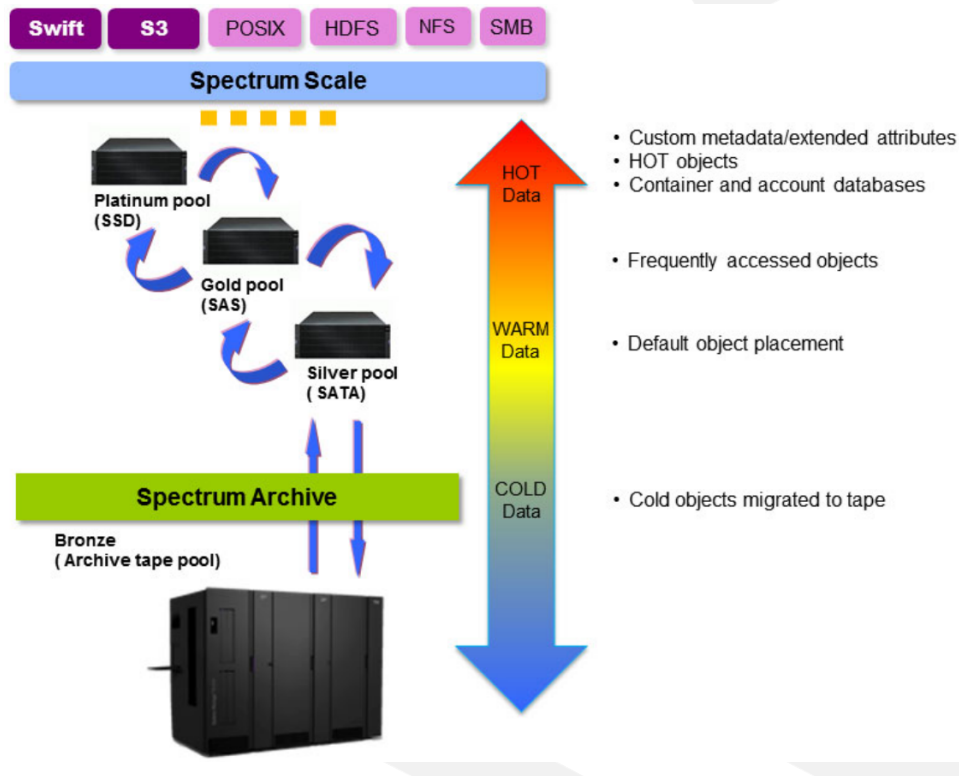 Swift S3 POSIX HDFS NFS SMB
Spectrum Scale
Platinum pool
(SSD)
Gold pool
(SAS)
Silver pool
( SATA)
Spectrum Archive
Bronze
( Archive tape pool)
HOT
Data
WARM
Data
COLD
Data
• Custom metadata/extended attributes
• HOT objects
• Container and account databases
• Frequently accessed objects
• Default object placement
• Cold objects migrated to tape